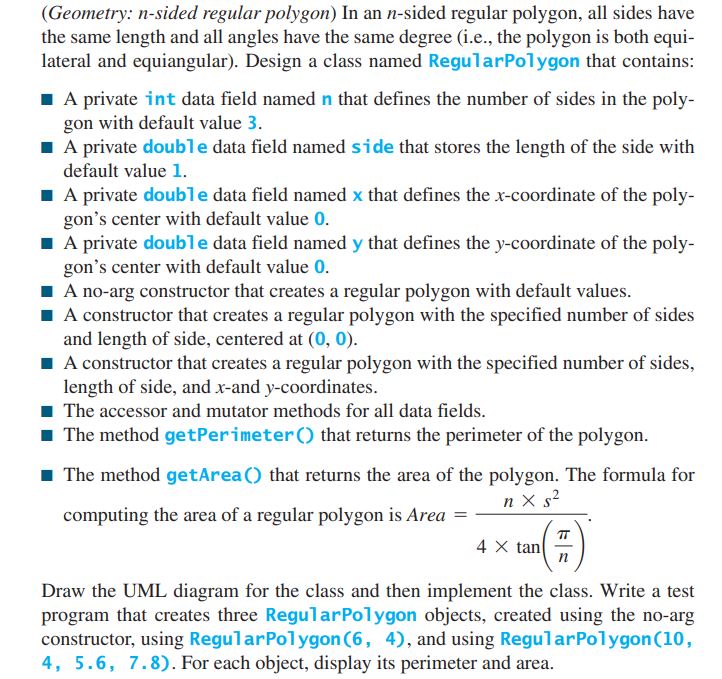 (Geometry: n-sided regular polygon) In an n-sided regular polygon, all sides have
the same length and all angles have the same degree (i.e., the polygon is both equi-
lateral and equiangular). Design a class named RegularPolygon that contains:
■ A private int data field named n that defines the number of sides in the poly-
gon with default value 3.
■ A private double data field named side that stores the length of the side with
default value 1.
■ A private double data field named x that defines the x-coordinate of the poly-
gon's center with default value 0.
■ A private double data field named y that defines the y-coordinate of the poly-
gon's center with default value 0.
■ A no-arg constructor that creates a regular polygon with default values.
■ A constructor that creates a regular polygon with the specified number of sides
and length of side, centered at (0, 0).
■ A constructor that creates a regular polygon with the specified number of sides,
length of side, and x-and y-coordinates.
■ The accessor and mutator methods for all data fields.
■ The method getPerimeter() that returns the perimeter of the polygon.
■ The method getArea() that returns the area of the polygon. The formula for
computing the area of a regular polygon is Area = n × s² / (4 × tan(π/n)).
Draw the UML diagram for the class and then implement the class. Write a test
program that creates three RegularPolygon objects, created using the no-arg
constructor, using RegularPolygon(6, 4), and using RegularPolygon(10,
4, 5.6, 7.8). For each object, display its perimeter and area.